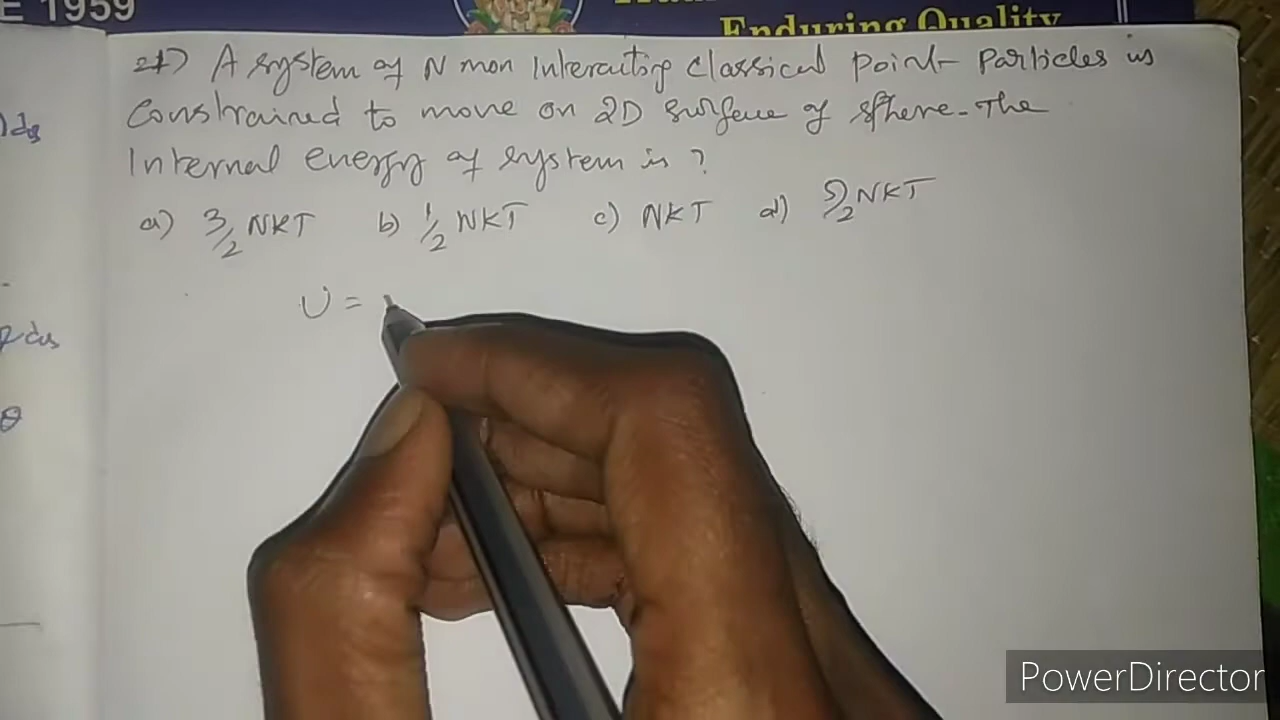 E 1959
Enduring Quality
21) A system of N non Interacting Classical Point Particles is
Constrained to move on 2D surface of sphere. The
Internal energy of system is ?
a) 3/2 NKT b) 1/2 NKT c) NKT d) 5/2 NKT
U =
PowerDirector